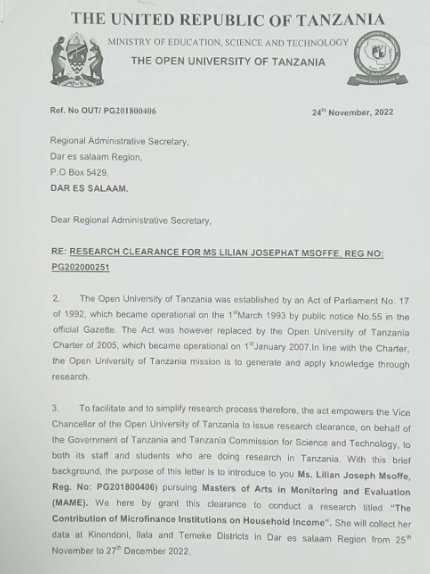 THE UNITED REPUBLIC OF TANZANIA
MINISTRY OF EDUCATION, SCIENCE AND TECHNOLOGY
THE OPEN UNIVERSITY OF TANZANIA
Ref. No OUT/ PG201800406
24th November, 2022
Regional Administrative Secretary,
Dar es salaam Region,
P.O Box 5429,
DAR ES SALAAM.
Dear Regional Administrative Secretary,
RE: RESEARCH CLEARANCE FOR MS LILIAN JOSEPHAT MSOFFE, REG NO:
PG202000251
2. The Open University of Tanzania was established by an Act of Parliament No. 17
of 1992, which became operational on the 1stMarch 1993 by public notice No.55 in the
official Gazette. The Act was however replaced by the Open University of Tanzania
Charter of 2005, which became operational on 1stJanuary 2007.In line with the Charter,
the Open University of Tanzania mission is to generate and apply knowledge through
research.
3. To facilitate and to simplify research process therefore, the act empowers the Vice
Chancellor of the Open University of Tanzania to issue research clearance, on behalf of
the Government of Tanzania and Tanzania Commission for Science and Technology, to
both its staff and students who are doing research in Tanzania. With this brief
background, the purpose of this letter is to introduce to you Ms. Lilian Joseph Msoffe,
Reg. No: PG201800406) pursuing Masters of Arts in Monitoring and Evaluation
(MAME). We here by grant this clearance to conduct a research titled "The
Contribution of Microfinance Institutions on Household Income". She will collect her
data at Kinondoni, Ilala and Temeke Districts in Dar es salaam Region from 25th
November to 27th December 2022.